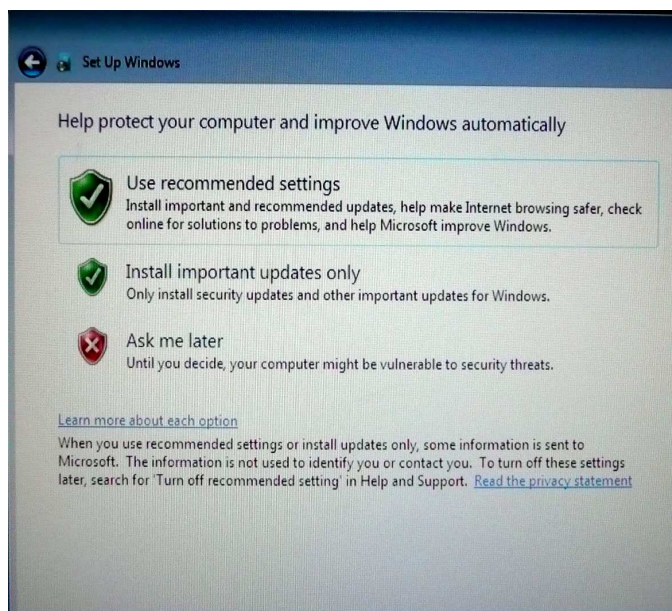 Set Up Windows
Help protect your computer and improve Windows automatically
Use recommended settings
Install important and recommended updates, help make Internet browsing safer, check
online for solutions to problems, and help Microsoft improve Windows.
Install important updates only
Only install security updates and other important updates for Windows.
Ask me later
Until you decide, your computer might be vulnerable to security threats.
Learn more about each option
When you use recommended settings or install updates only, some information is sent to
Microsoft. The information is not used to identify you or contact you. To turn off these settings
later, search for 'Turn off recommended setting' in Help and Support. Read the privacy statement